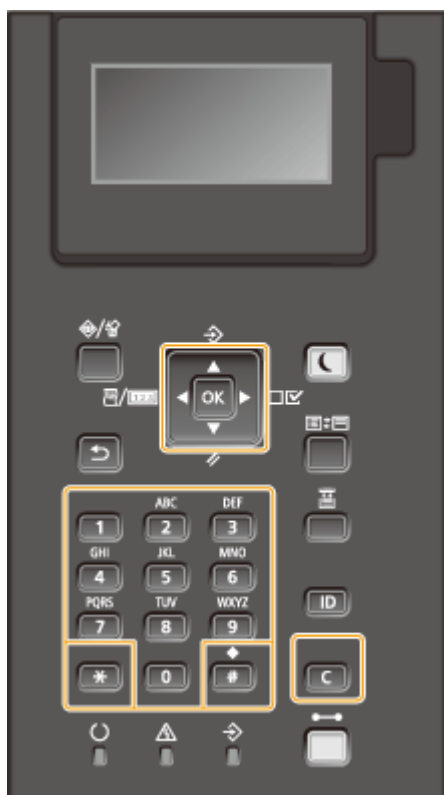 OK
1 2 3
ABC DEF
4 5 6
GHI JKL MNO
7 8 9
PQRS TUV WXYZ
* 0 #
ID
C